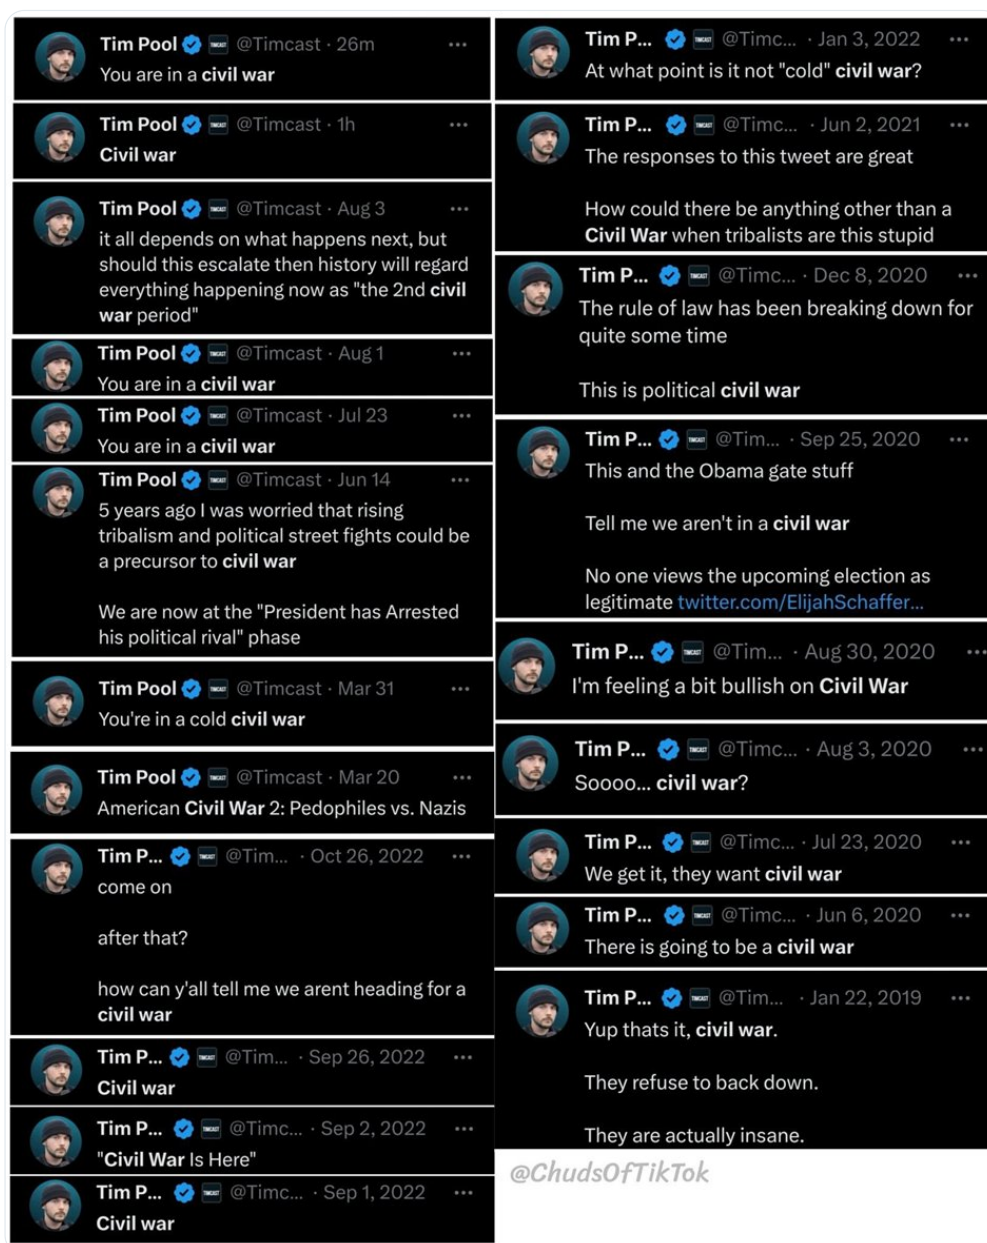 Tim Pool @Timcast · 26m
You are in a civil war
Tim Pool @Timcast · 1h
Civil war
Tim Pool @Timcast · Aug 3
it all depends on what happens next, but
should this escalate then history will regard
everything happening now as "the 2nd civil
war period"
Tim Pool @Timcast · Aug 1
You are in a civil war
Tim Pool @Timcast · Jul 23
You are in a civil war
Tim Pool @Timcast · Jun 14
5 years ago I was worried that rising
tribalism and political street fights could be
a precursor to civil war
We are now at the "President has Arrested
his political rival" phase
Tim Pool @Timcast · Mar 31
You're in a cold civil war
Tim Pool @Timcast · Mar 20
American Civil War 2: Pedophiles vs. Nazis
Tim P... @Tim... · Oct 26, 2022
come on
after that?
how can y'all tell me we arent heading for a
civil war
Tim P... @Tim... · Sep 26, 2022
Civil war
Tim P... @Timc... · Sep 2, 2022
"Civil War Is Here"
Tim P... @Timc... · Sep 1, 2022
Civil war
Tim P... @Timc... · Jan 3, 2022
At what point is it not "cold" civil war?
Tim P... @Timc... · Jun 2, 2021
The responses to this tweet are great
How could there be anything other than a
Civil War when tribalists are this stupid
Tim P... @Timc... · Dec 8, 2020
The rule of law has been breaking down for
quite some time
This is political civil war
Tim P... @Tim... · Sep 25, 2020
This and the Obama gate stuff
Tell me we aren't in a civil war
No one views the upcoming election as
legitimate twitter.com/ElijahSchaffer...
Tim P... @Tim... · Aug 30, 2020
I'm feeling a bit bullish on Civil War
Tim P... @Timc... · Aug 3, 2020
Soooo... civil war?
Tim P... @Timc... · Jul 23, 2020
We get it, they want civil war
Tim P... @Timc... · Jun 6, 2020
There is going to be a civil war
Tim P... @Tim... · Jan 22, 2019
Yup thats it, civil war.
They refuse to back down.
They are actually insane.
@ChudsOfTikTok